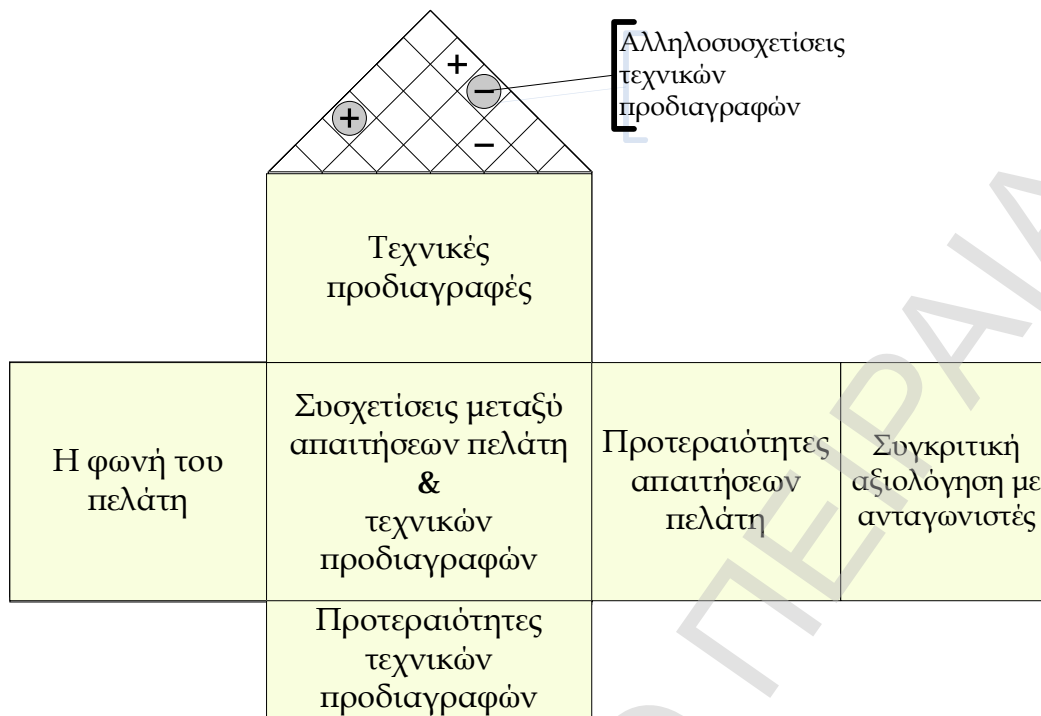 +
−
+
−
Αλληλοσυσχετίσεις
τεχνικών
προδιαγραφών
Τεχνικές
προδιαγραφές
Η φωνή του
πελάτη
Συσχετίσεις μεταξύ
απαιτήσεων πελάτη
&
τεχνικών
προδιαγραφών
Προτεραιότητες
απαιτήσεων
πελάτη
Συγκριτική
αξιολόγηση με
ανταγωνιστές
Προτεραιότητες
τεχνικών
προδιαγραφών